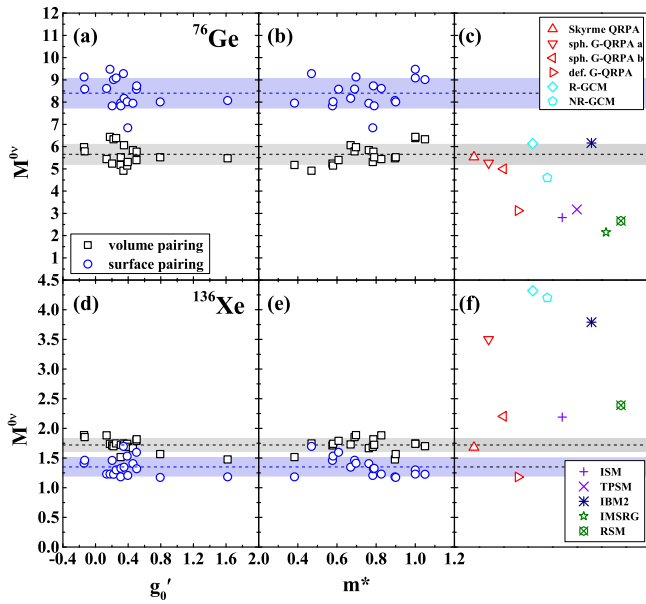 12
11
10
9
8
7
6
5
4
3
2
1
4.5
M^0ν
(a)
^76Ge
(b)
(c)
volume pairing
surface pairing
Skyrme QRPA
sph. G-QRPA a
sph. G-QRPA b
def. G-QRPA
R-GCM
NR-GCM
4.0
3.5
3.0
2.5
2.0
1.5
1.0
0.5
0.0
M^0ν
(d)
^136Xe
(e)
(f)
ISM
TPSM
IBM2
IMSRG
RSM
-0.4 0.0 0.4 0.8 1.2 1.6 2.0 0.4 0.6 0.8 1.0 1.2
g_0′ m*